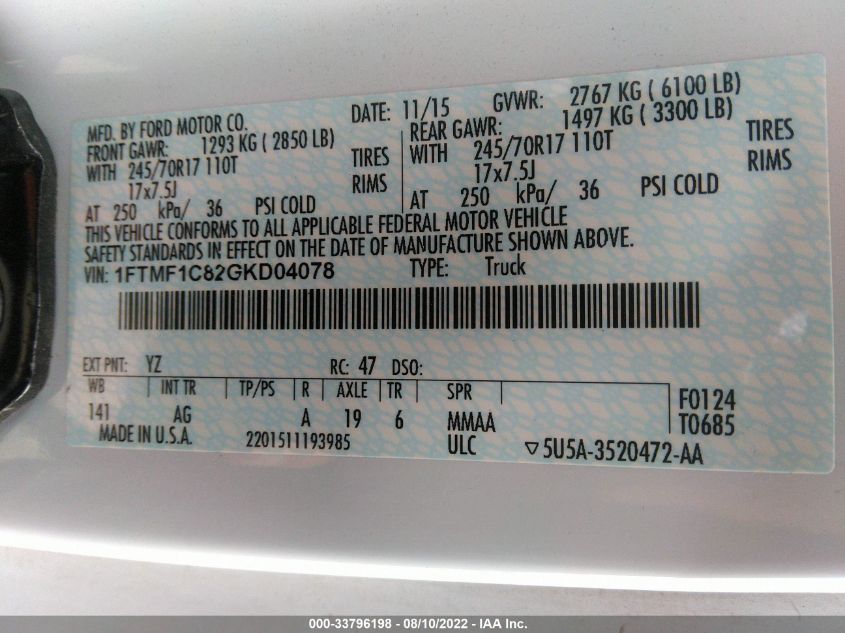 MFD. BY FORD MOTOR CO. DATE: 11/15 GVWR: 2767 KG ( 6100 LB)
FRONT GAWR: 1293 KG ( 2850 LB) REAR GAWR: 1497 KG ( 3300 LB)
WITH 245/70R17 110T TIRES WITH 245/70R17 110T TIRES
17x7.5J RIMS 17x7.5J RIMS
AT 250 kPa/ 36 PSI COLD AT 250 kPa/ 36 PSI COLD
THIS VEHICLE CONFORMS TO ALL APPLICABLE FEDERAL MOTOR VEHICLE
SAFETY STANDARDS IN EFFECT ON THE DATE OF MANUFACTURE SHOWN ABOVE.
VIN: 1FTMF1C82GKD04078 TYPE: Truck
EXT PNT: YZ RC: 47 DSO:
WB INT TR TP/PS R AXLE TR SPR F0124
141 AG A 19 6 MMAA T0685
MADE IN U.S.A. 2201511193985 ULC ▽5U5A-3520472-AA
000-33796198 - 08/10/2022 - IAA Inc.